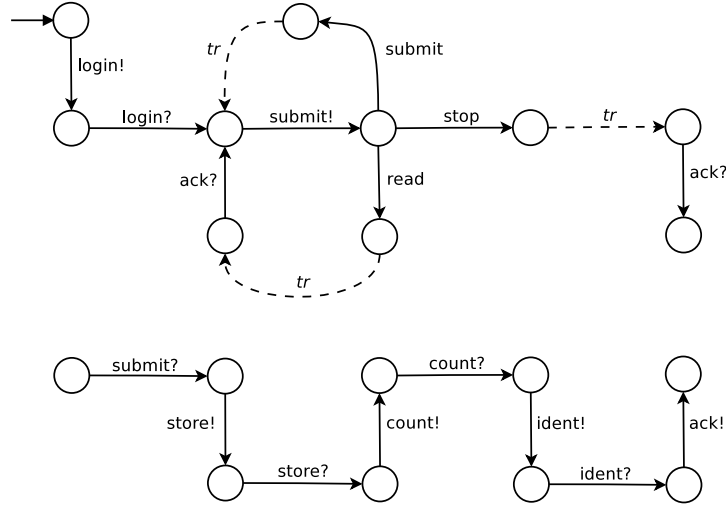 login!
tr
submit
login?
submit!
stop
tr
ack?
read
ack?
tr
submit?
count?
store!
count!
ident!
ack!
store?
ident?